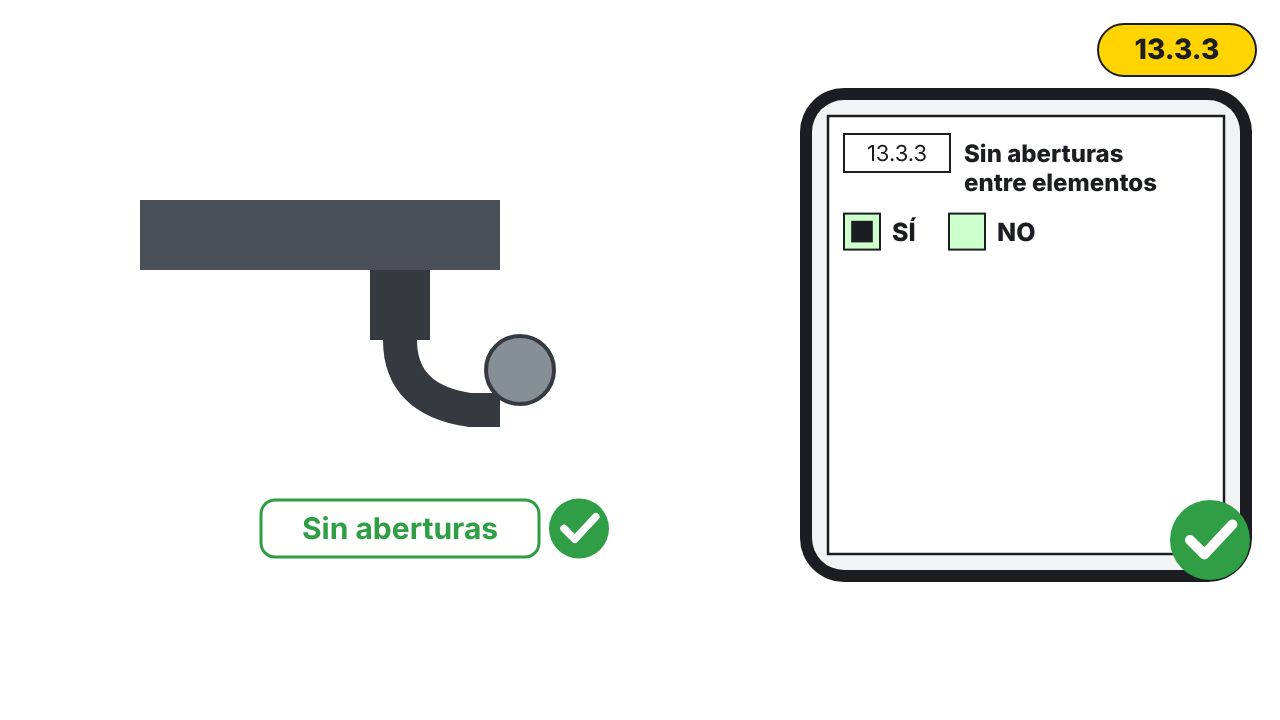 13.3.3
13.3.3
Sin aberturas
entre elementos
SÍ
NO
Sin aberturas